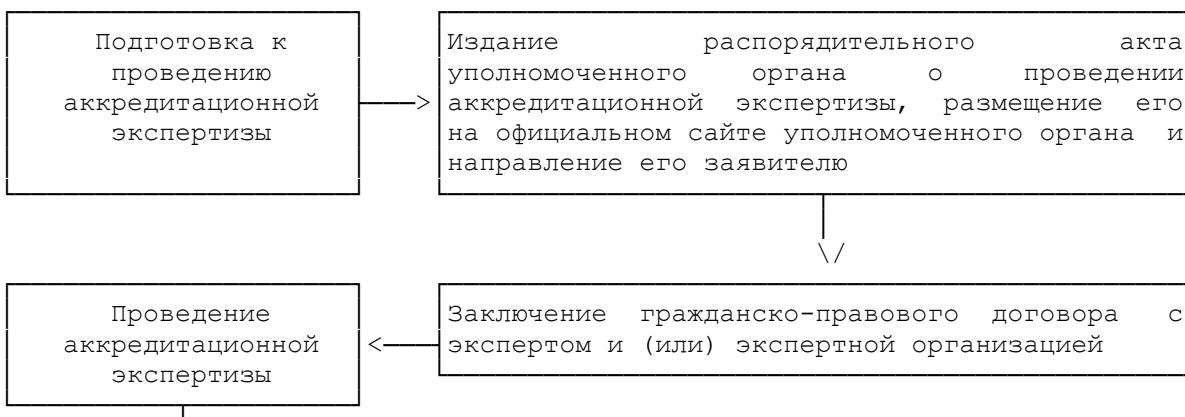 Подготовка к
проведению
аккредитационной
экспертизы
Издание распорядительного акта
уполномоченного органа о проведении
аккредитационной экспертизы, размещение его
на официальном сайте уполномоченного органа и
направление его заявителю
Проведение
аккредитационной
экспертизы
Заключение гражданско-правового договора с
экспертом и (или) экспертной организацией